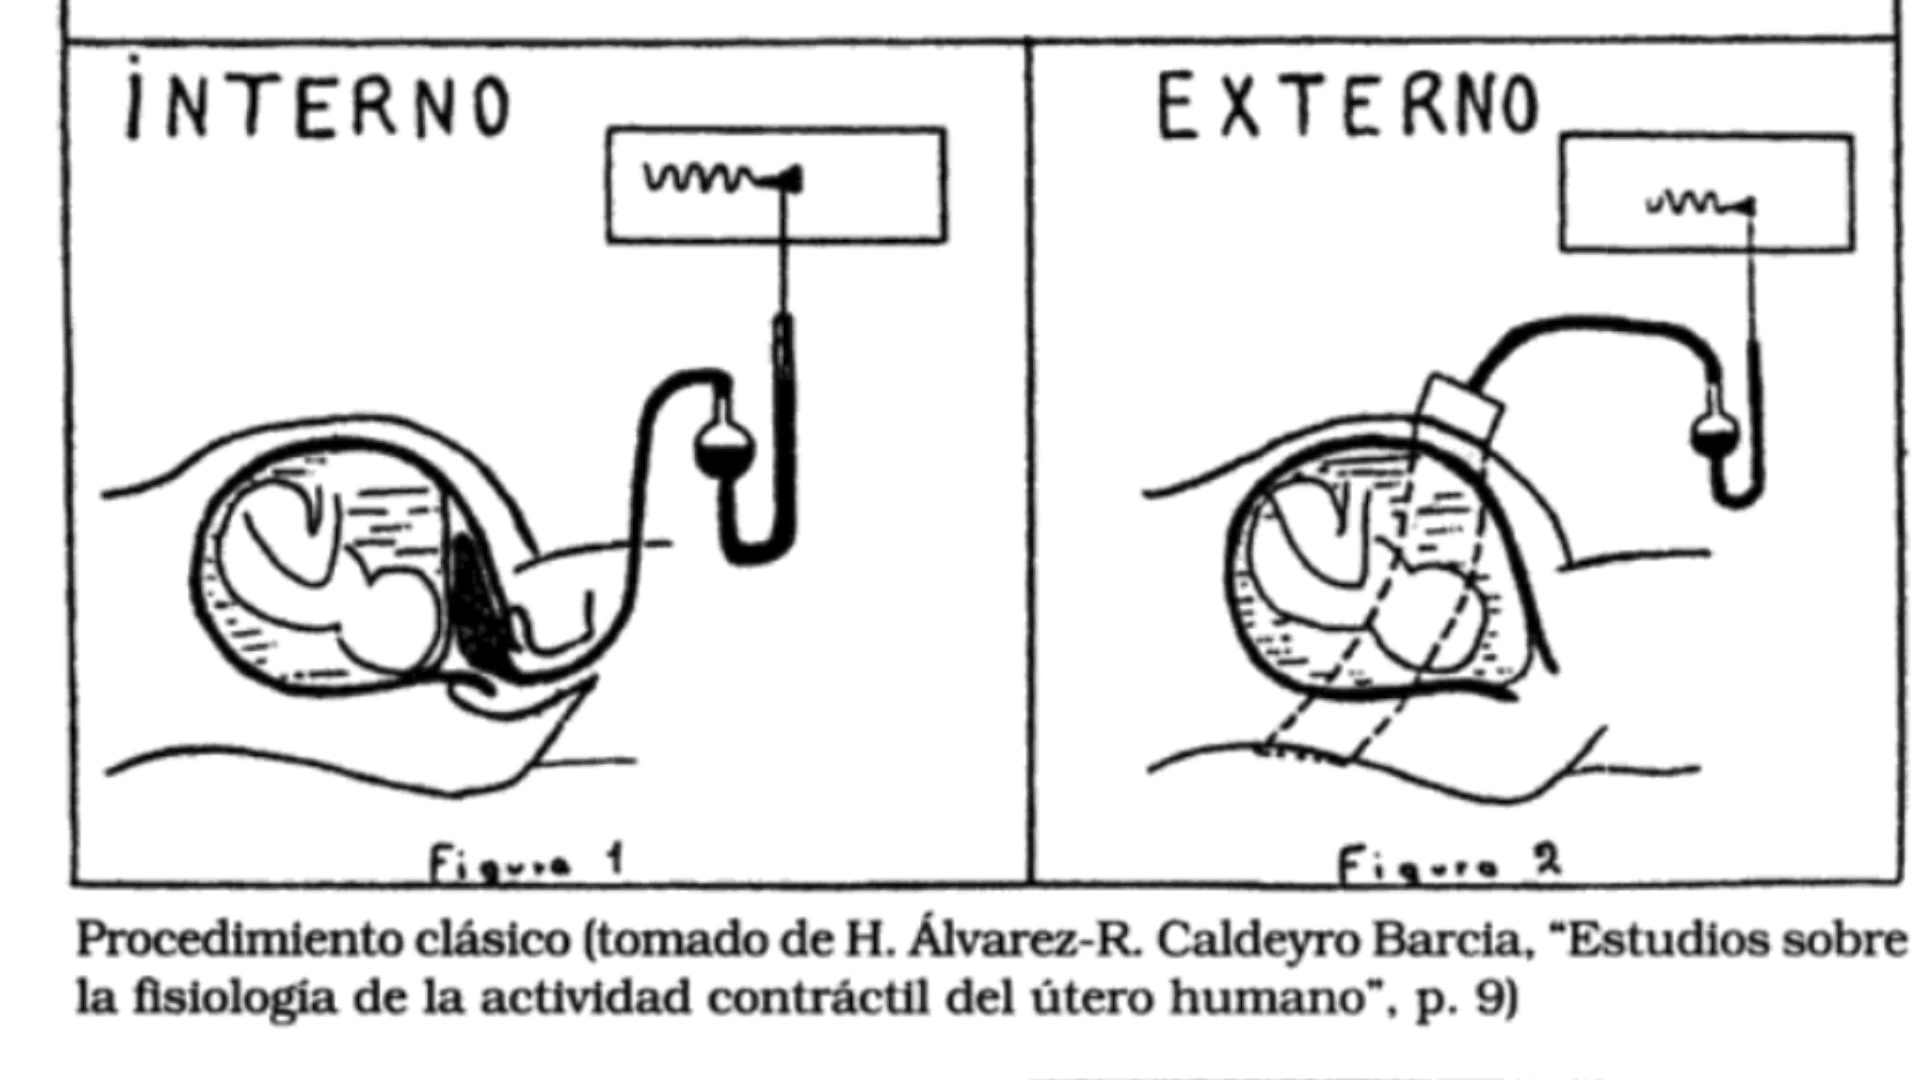 INTERNO
EXTERNO
Figura 1
Figura 2
Procedimiento clásico (tomado de H. Álvarez-R. Caldeyro Barcia, “Estudios sobre
la fisiología de la actividad contráctil del útero humano”, p. 9)